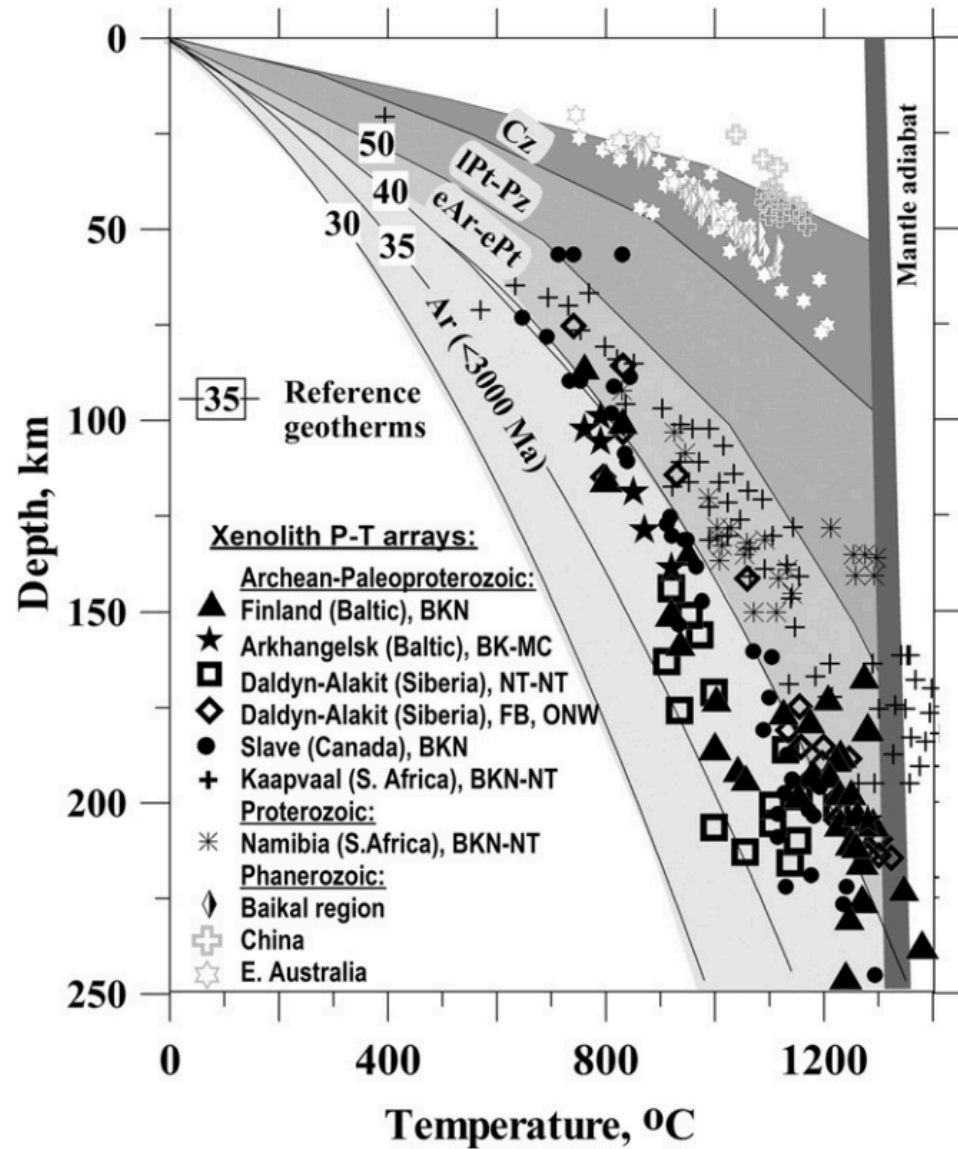 0
50
100
150
200
250
Depth, km
0
400
800
1200
Temperature, ºC
Mantle adiabat
Cz
lPt-Pz
eAr-ePt
Ar (<3000 Ma)
50
40
35
30
35 Reference
geotherms
Xenolith P-T arrays:
Archean-Paleoproterozoic:
Finland (Baltic), BKN
Arkhangelsk (Baltic), BK-MC
Daldyn-Alakit (Siberia), NT-NT
Daldyn-Alakit (Siberia), FB, ONW
Slave (Canada), BKN
Kaapvaal (S. Africa), BKN-NT
Proterozoic:
Namibia (S.Africa), BKN-NT
Phanerozoic:
Baikal region
China
E. Australia